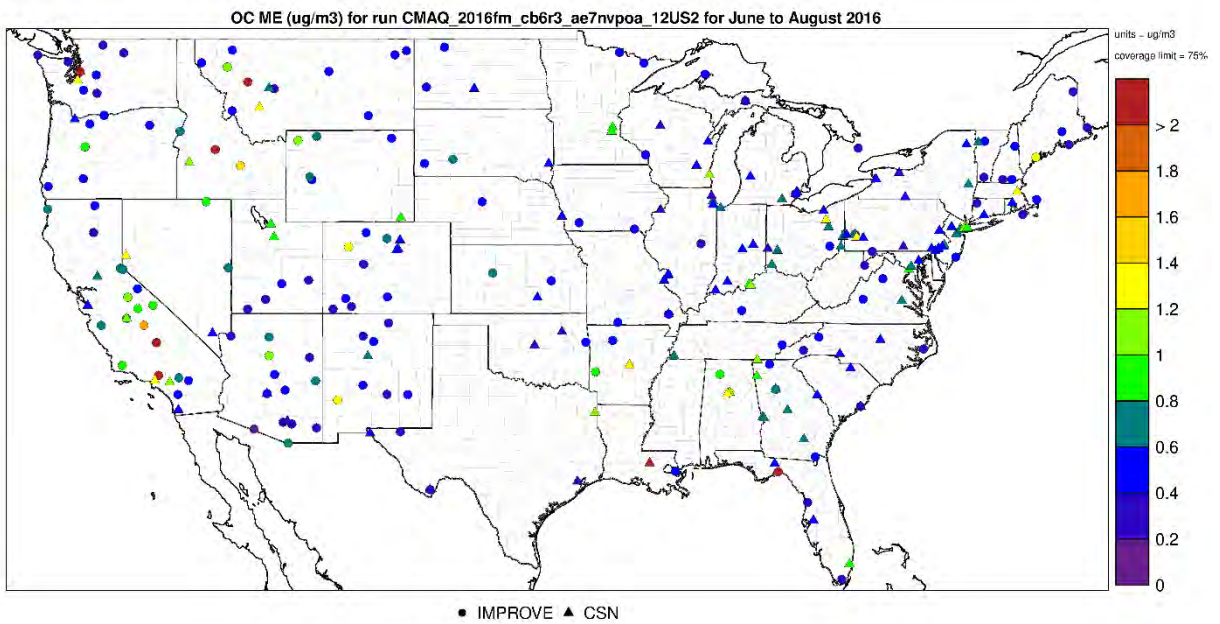 OC ME (ug/m3) for run CMAQ_2016fm_cb6r3_ae7nvpoa_12US2 for June to August 2016
units = ug/m3
coverage limit = 75%
> 2
1.8
1.6
1.4
1.2
1
0.8
0.6
0.4
0.2
0
● IMPROVE ▲ CSN